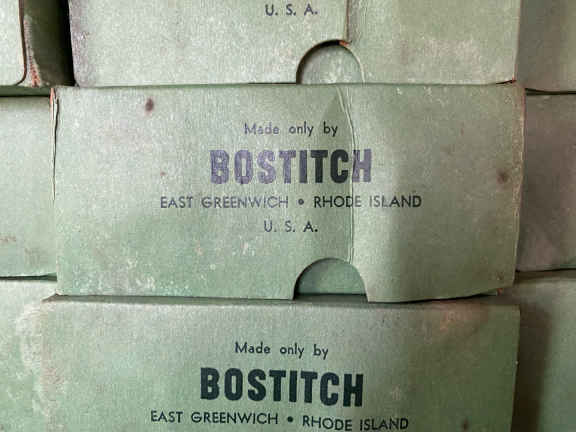 U. S. A.
Made only by
BOSTITCH
EAST GREENWICH • RHODE ISLAND
U. S. A.
Made only by
BOSTITCH
EAST GREENWICH • RHODE ISLAND